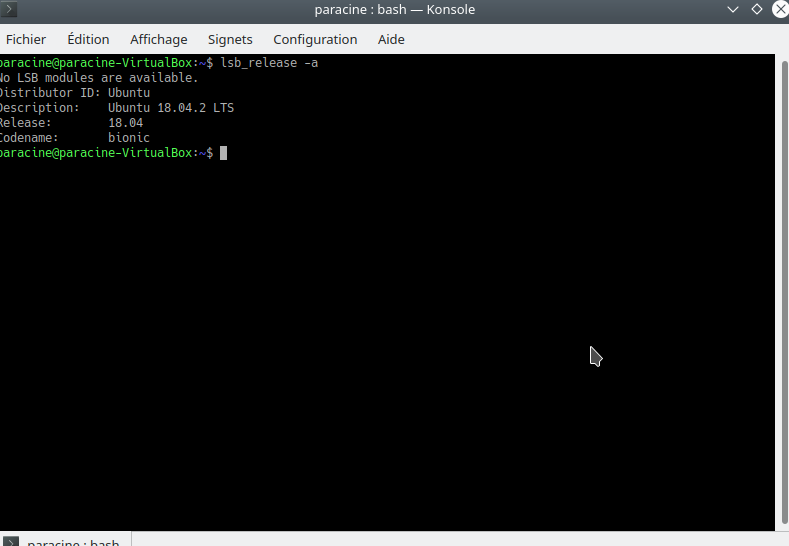 paracine : bash — Konsole
Fichier Édition Affichage Signets Configuration Aide
paracine@paracine-VirtualBox:~$ lsb_release -a
No LSB modules are available.
Distributor ID: Ubuntu
Description: Ubuntu 18.04.2 LTS
Release: 18.04
Codename: bionic
paracine@paracine-VirtualBox:~$
paracine : bash